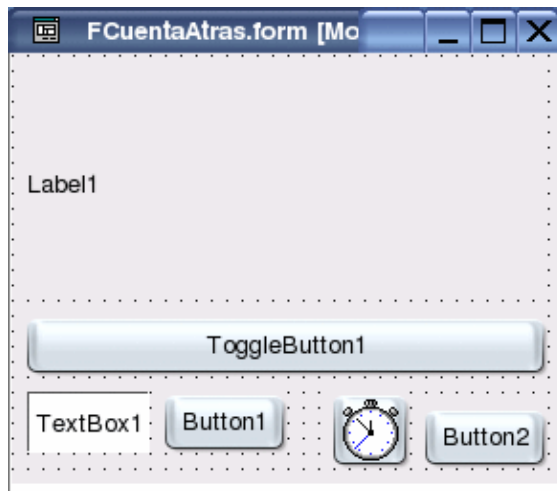 FCuentaAtras.form [Mo
Label1
ToggleButton1
TextBox1
Button1
Button2